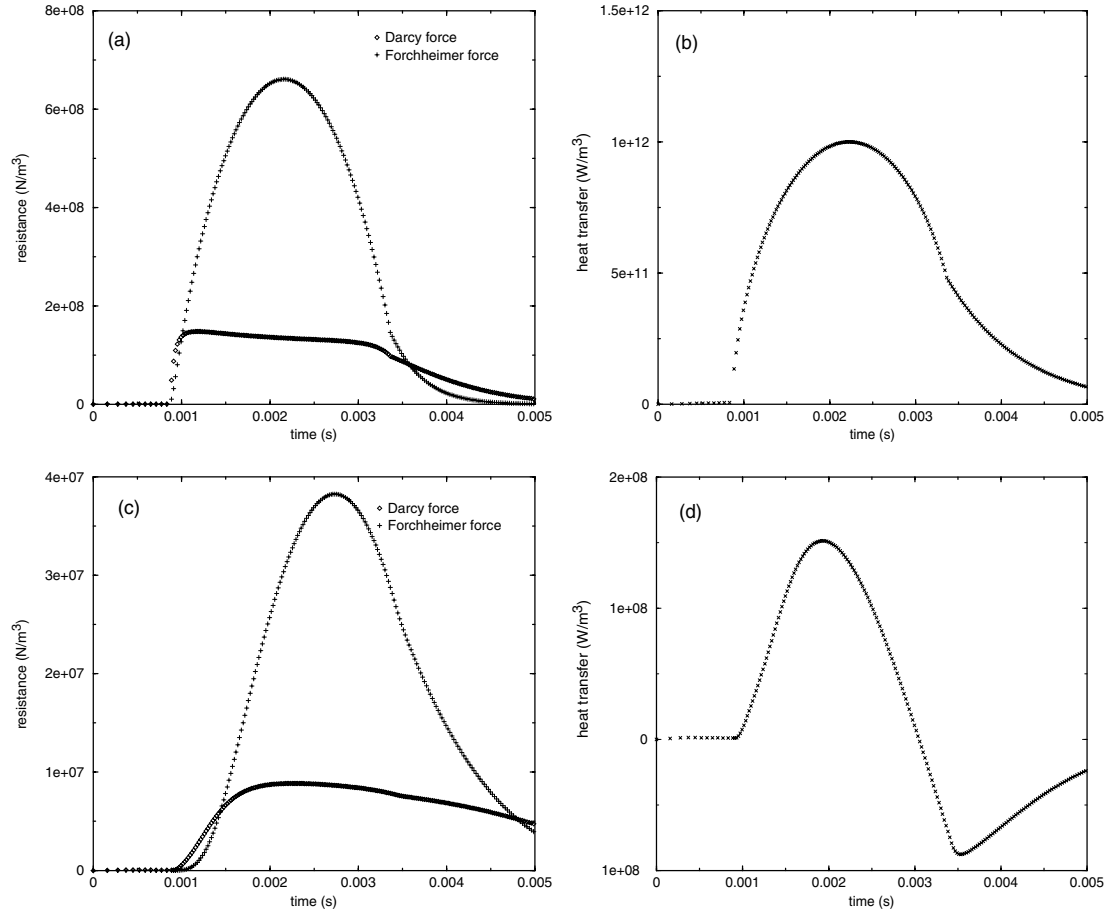 (a)
8e+08
6e+08
4e+08
2e+08
0
resistance (N/m³)
◇ Darcy force
+ Forchheimer force
0 0.001 0.002 0.003 0.004 0.005
time (s)
(b)
1.5e+12
1e+12
5e+11
0
heat transfer (W/m³)
0 0.001 0.002 0.003 0.004 0.005
time (s)
(c)
4e+07
3e+07
2e+07
1e+07
0
resistance (N/m³)
◇ Darcy force
+ Forchheimer force
0 0.001 0.002 0.003 0.004 0.005
time (s)
(d)
2e+08
1e+08
0
1e+08
heat transfer (W/m³)
0 0.001 0.002 0.003 0.004 0.005
time (s)